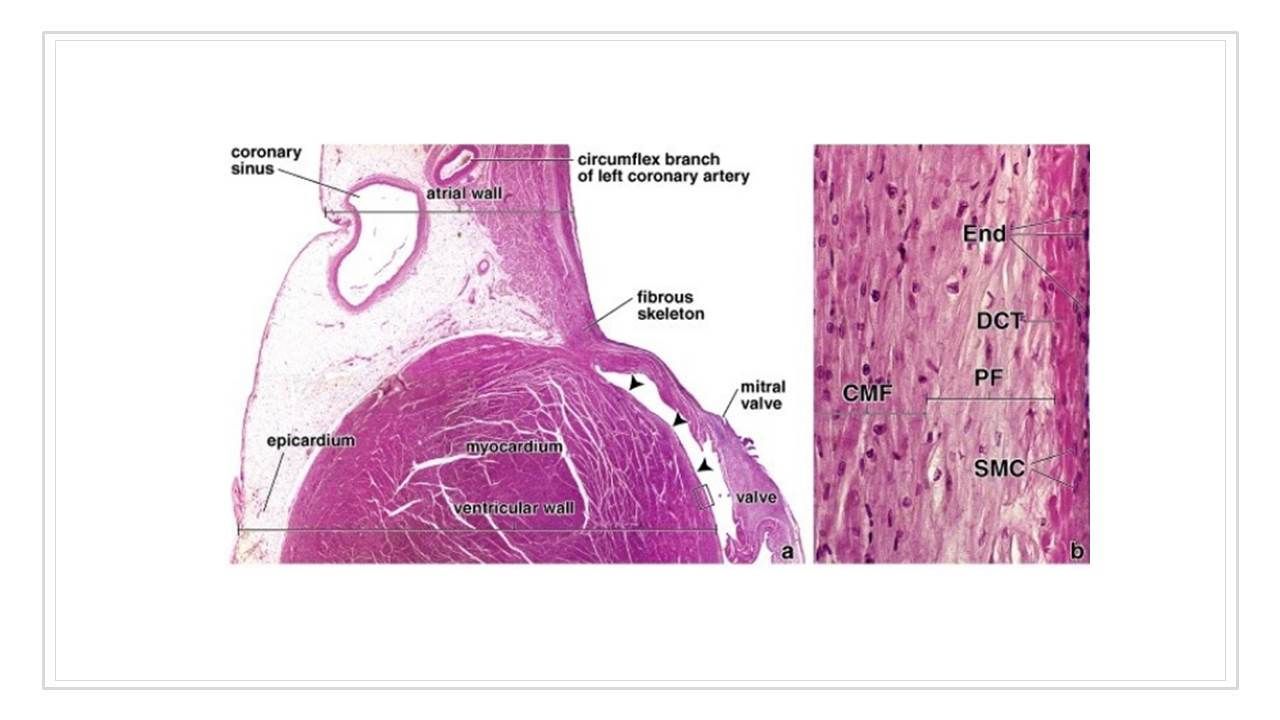 coronary
sinus
circumflex branch
of left coronary artery
atrial wall
fibrous
skeleton
mitral
valve
epicardium
myocardium
valve
ventricular wall
a
End
DCT
PF
CMF
SMC
b